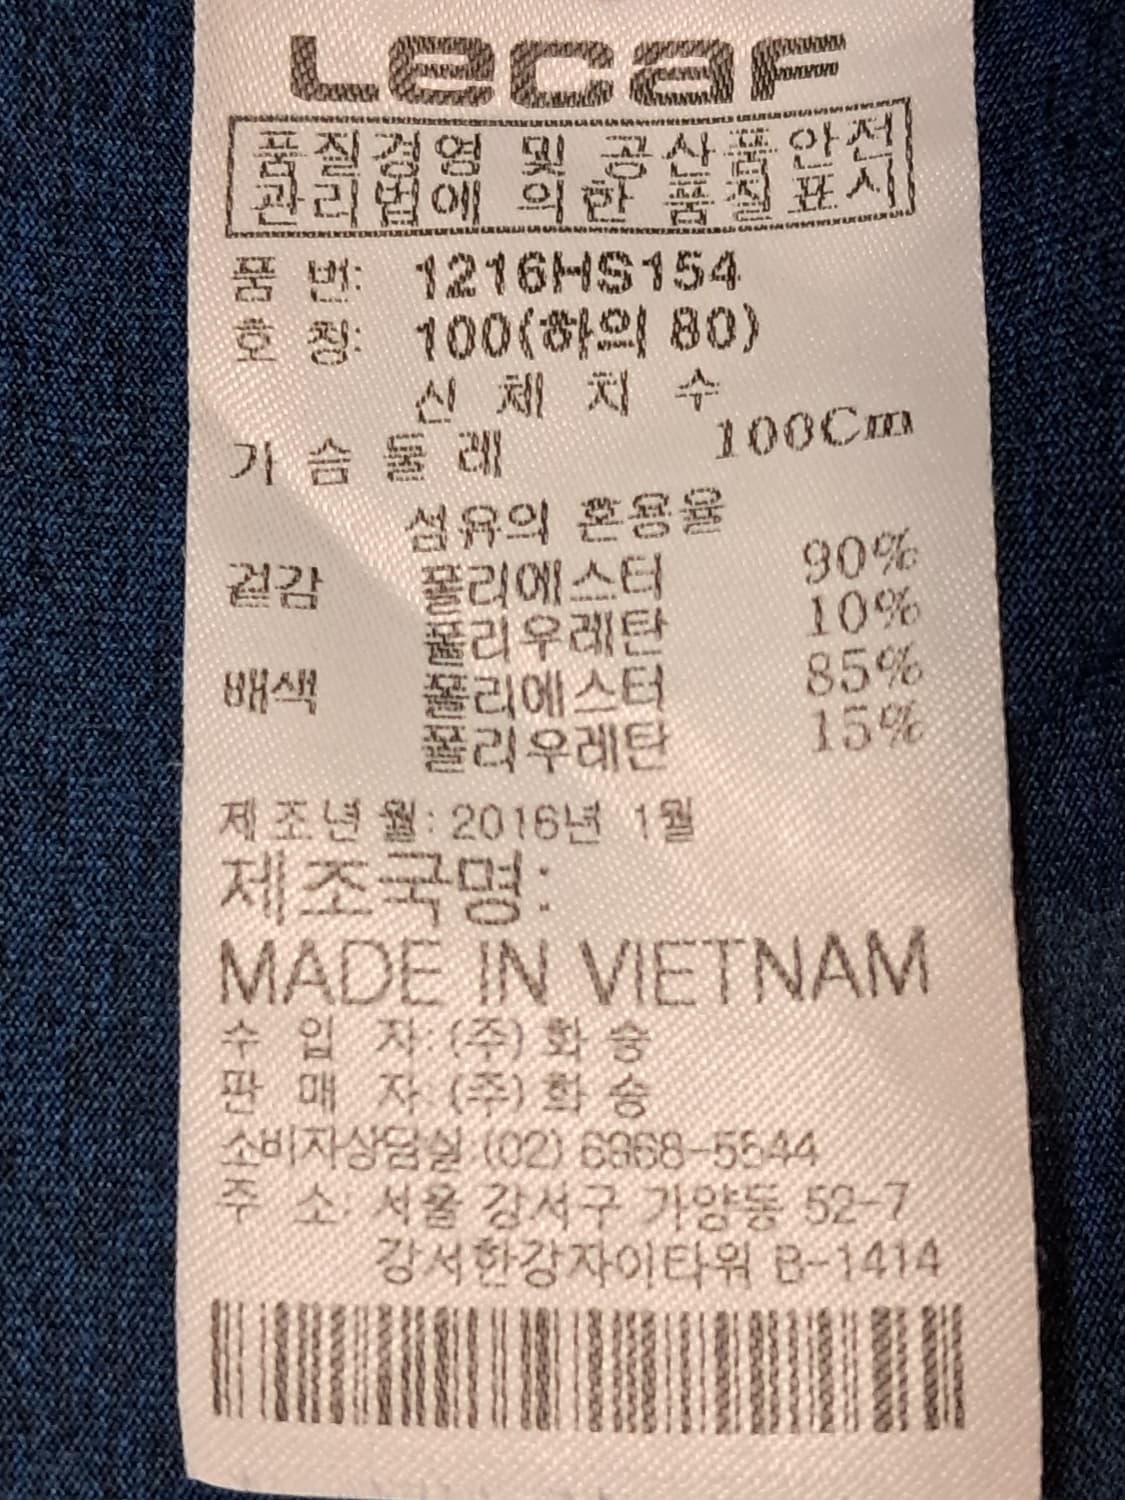 Lecaf
품질경영 및 공산품안전
관리법에 의한 품질표시
품 번: 1216HS154
호 칭: 100(하의 80)
신 체 치 수
가 슴 둘 레 100Cm
섬유의 혼용율
겉감 폴리에스터 90%
폴리우레탄 10%
배색 폴리에스터 85%
폴리우레탄 15%
제조년월: 2016년 1월
제조국명:
MADE IN VIETNAM
수 입 자: (주) 화 승
판 매 자: (주) 화 승
소비자상담실: (02) 6968-5544
주 소: 서울 강서구 가양동 52-7
강서한강자이타워 B-1414